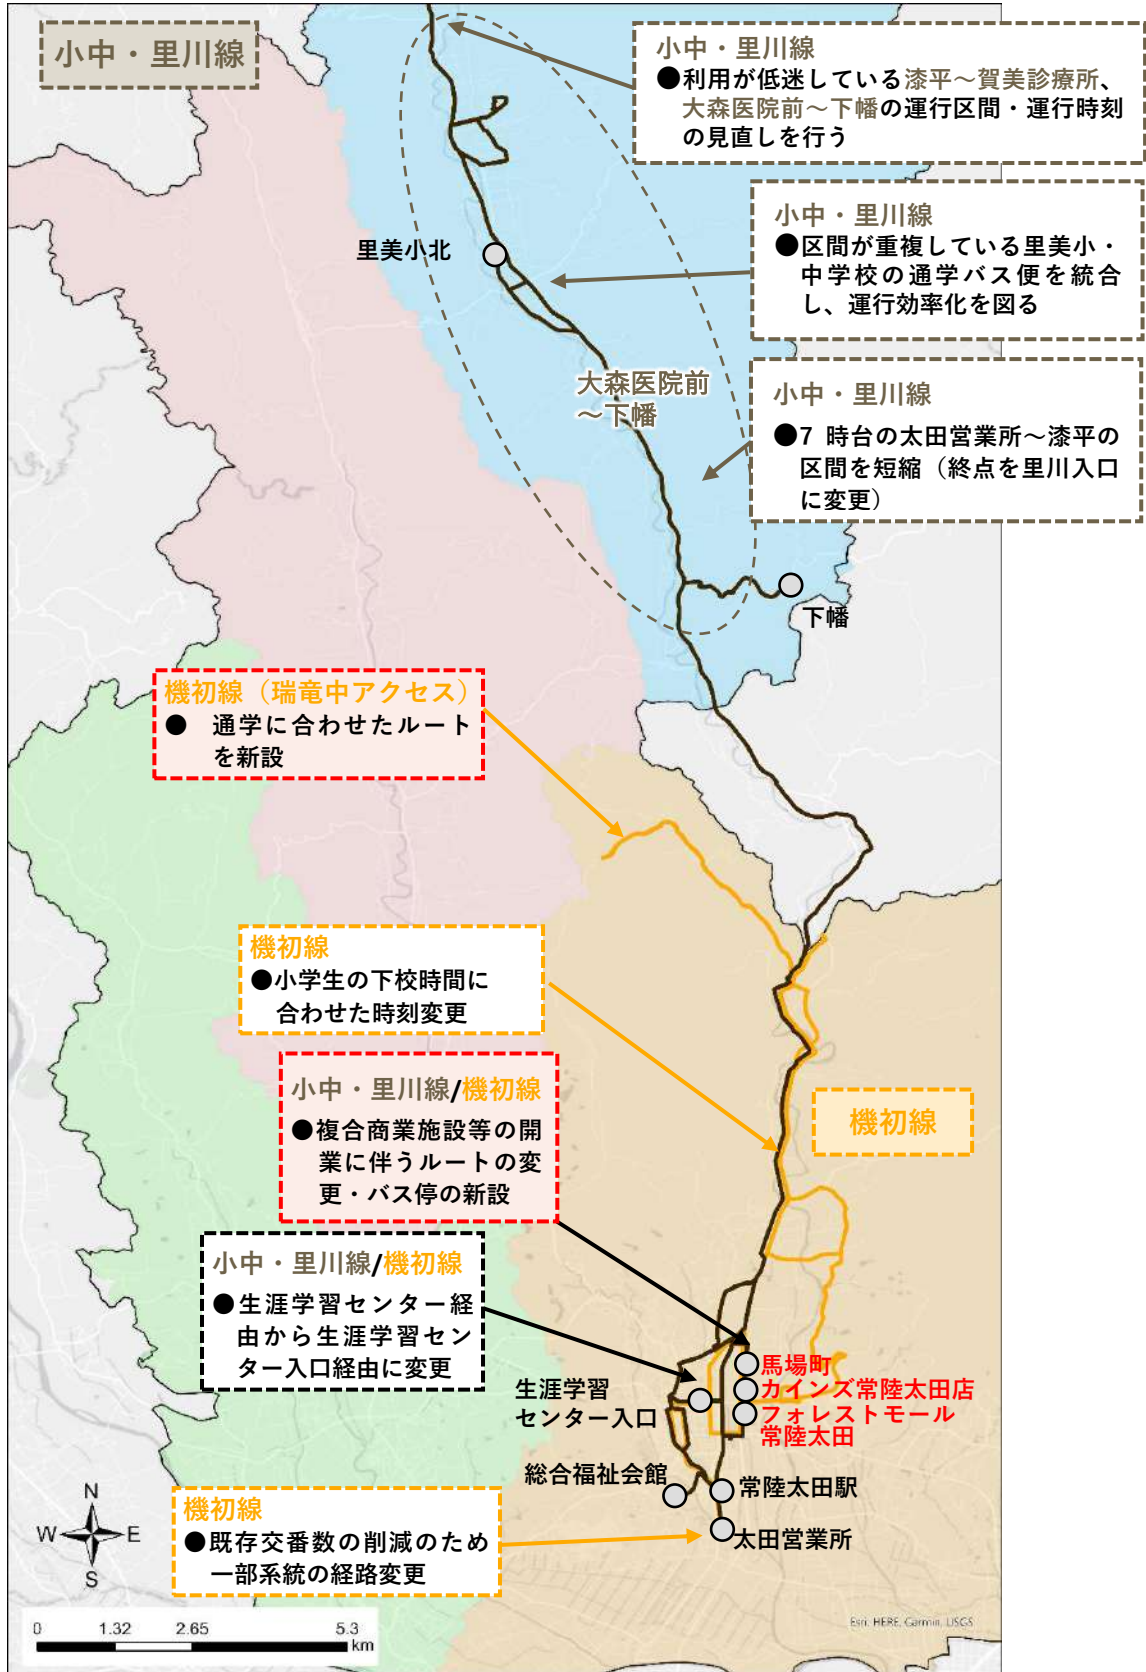 小中・里川線
小中・里川線
●利用が低迷している漆平～賀美診療所、
大森医院前～下幡の運行区間・運行時刻
の見直しを行う
小中・里川線
●区間が重複している里美小・
中学校の通学バス便を統合
し、運行効率化を図る
里美小北
大森医院前
～下幡
小中・里川線
●7 時台の太田営業所～漆平の
区間を短縮（終点を里川入口
に変更）
下幡
機初線（瑞竜中アクセス）
● 通学に合わせたルート
を新設
機初線
●小学生の下校時間に
合わせた時刻変更
小中・里川線/機初線
●複合商業施設等の開
業に伴うルートの変
更・バス停の新設
機初線
小中・里川線/機初線
●生涯学習センター経
由から生涯学習セン
ター入口経由に変更
生涯学習
センター入口
馬場町
カインズ常陸太田店
フォレストモール
常陸太田
総合福祉会館
常陸太田駅
太田営業所
機初線
●既存交番数の削減のため
一部系統の経路変更
N
W E
S
0 1.32 2.65 5.3
km
Esri, HERE, Garmin, USGS